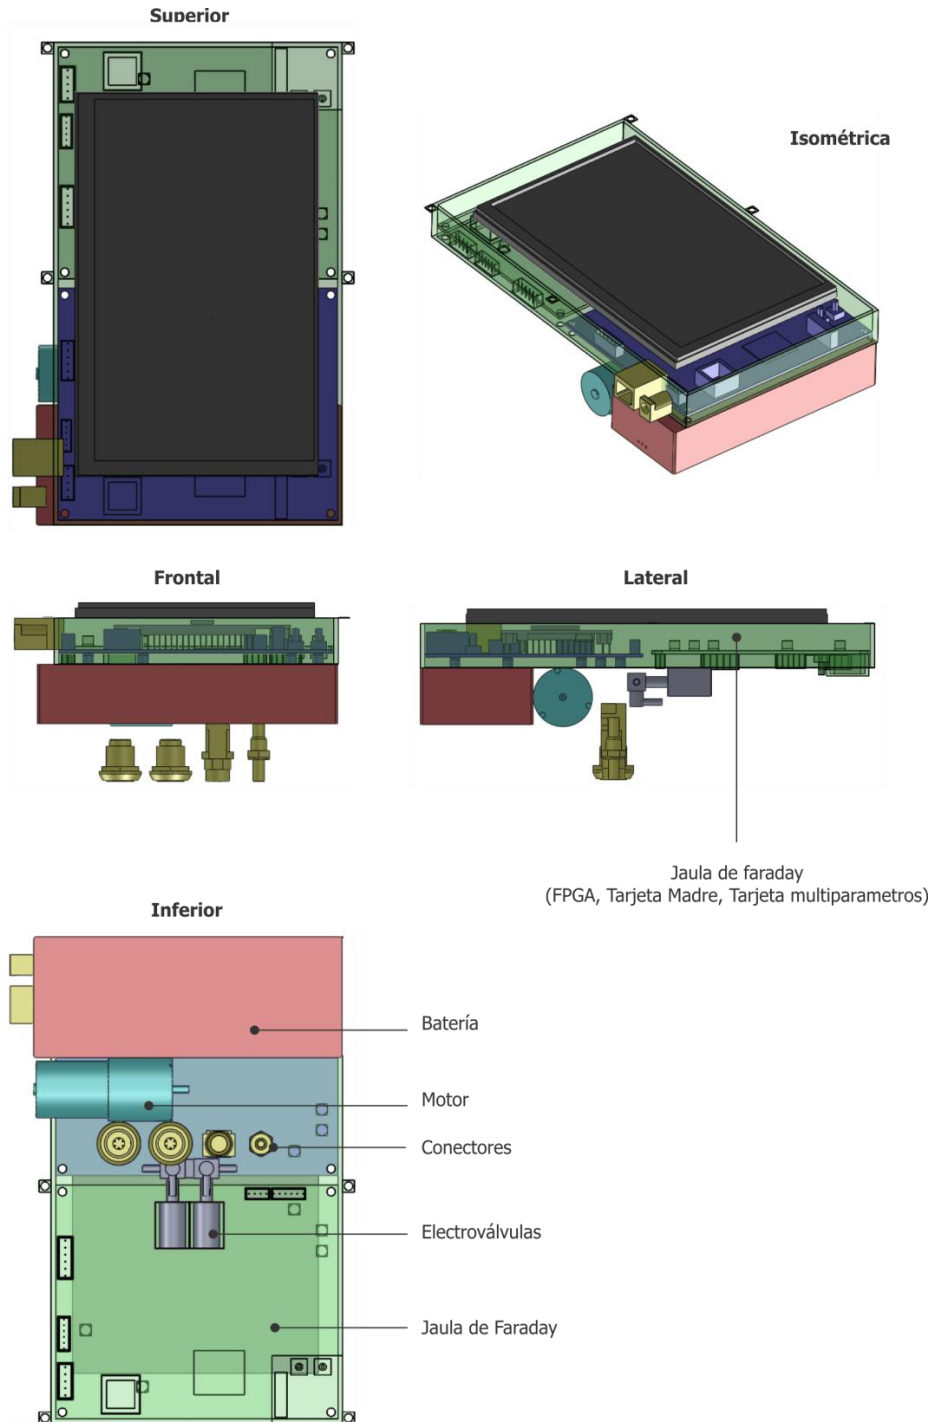 Superior
Isométrica
Frontal
Lateral
Jaula de faraday
(FPGA, Tarjeta Madre, Tarjeta multiparametros)
Inferior
Batería
Motor
Conectores
Electroválvulas
Jaula de Faraday